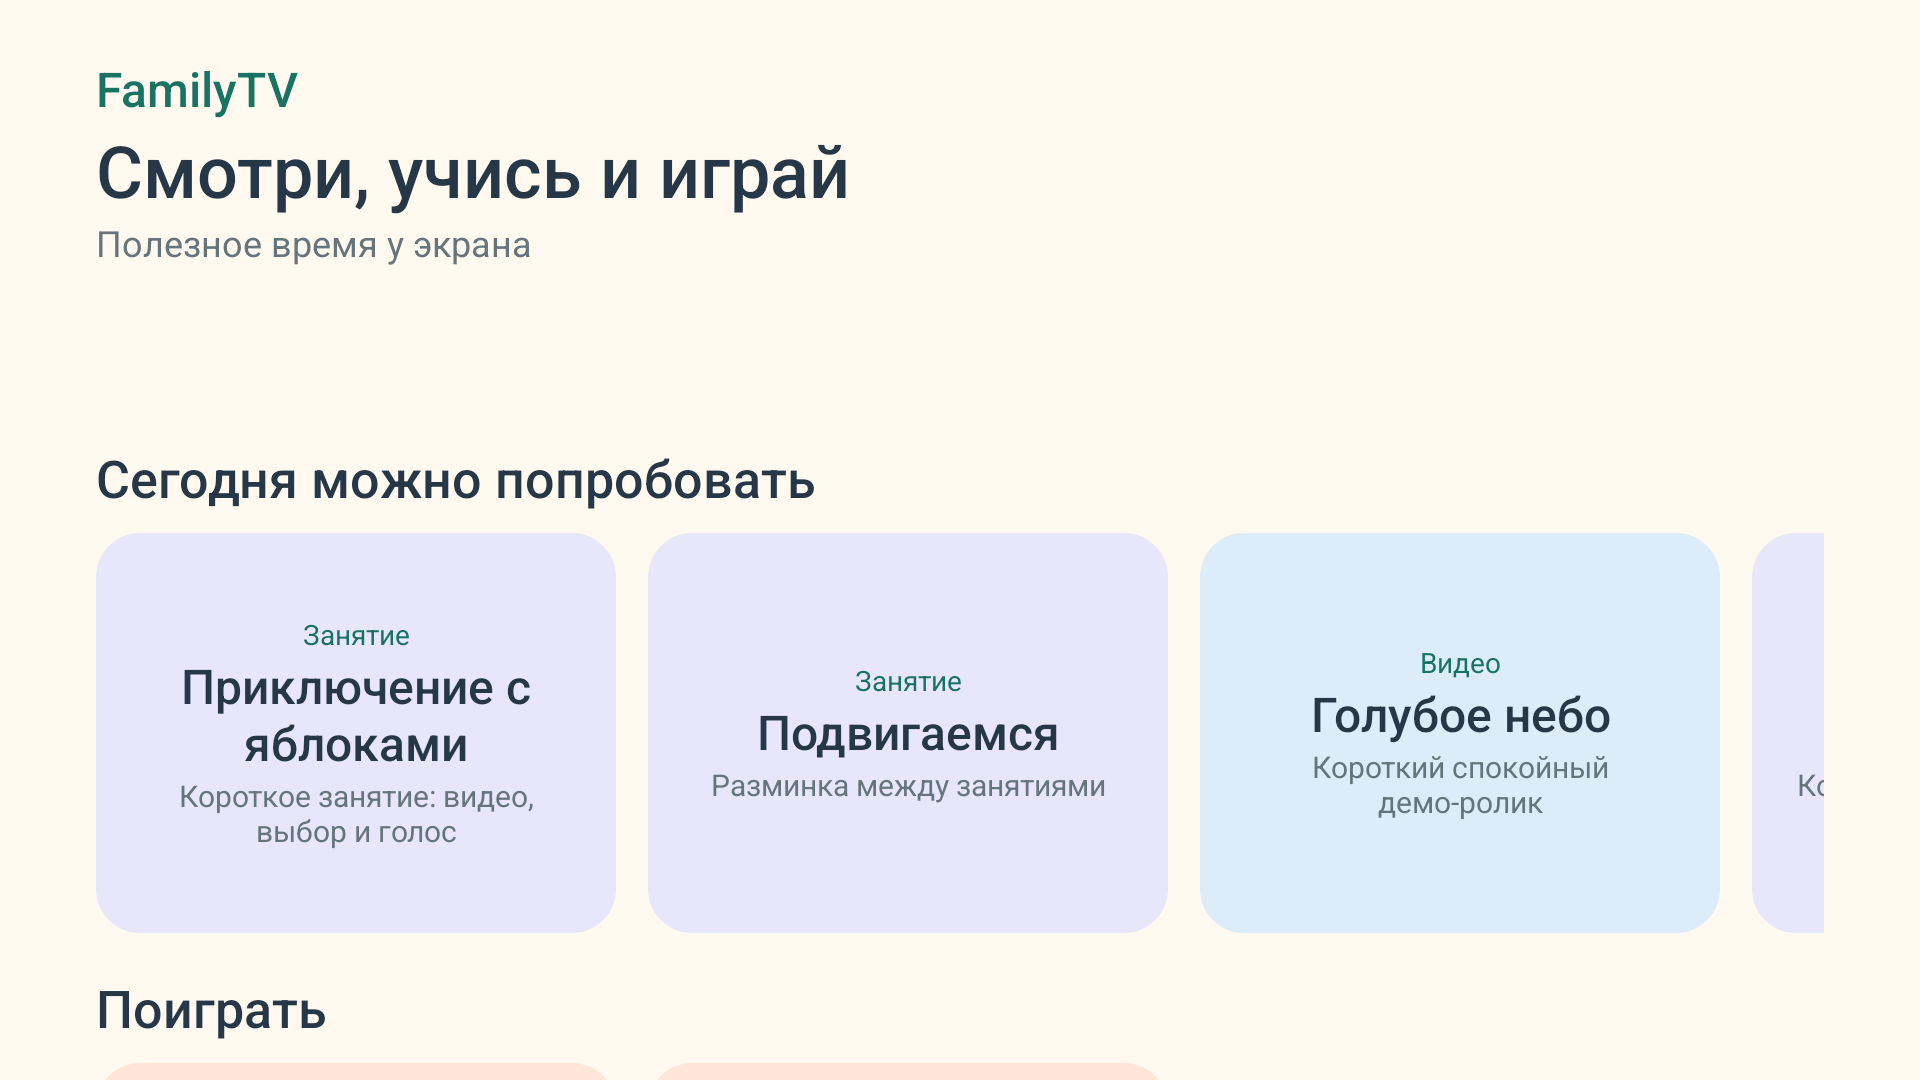 FamilyTV
Смотри, учись и играй
Полезное время у экрана
Сегодня можно попробовать
Занятие
Приключение с
яблоками
Короткое занятие: видео,
выбор и голос
Занятие
Подвигаемся
Разминка между занятиями
Видео
Голубое небо
Короткий спокойный
демо-ролик
Поиграть